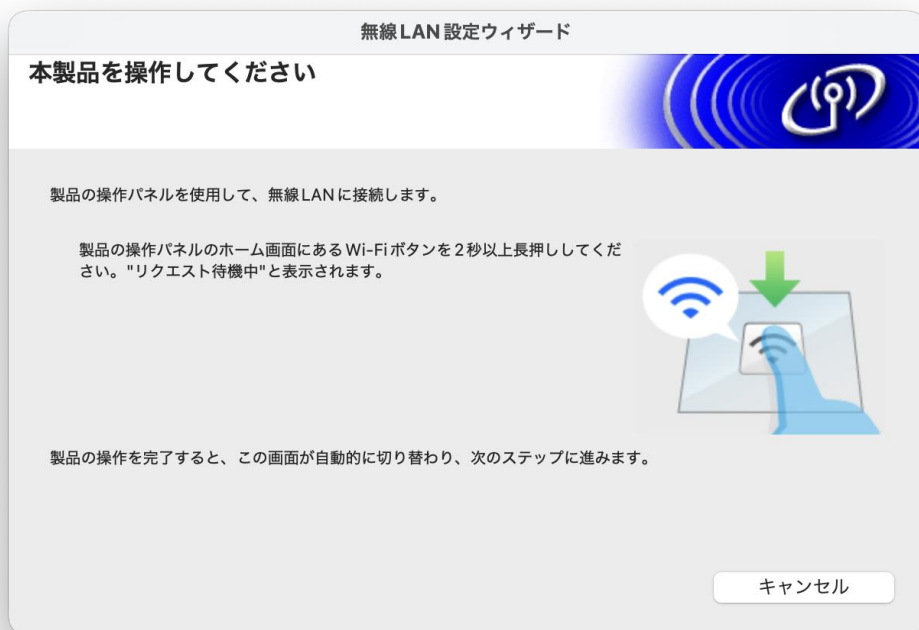 無線LAN設定ウィザード
本製品を操作してください
製品の操作パネルを使用して、無線LANに接続します。
製品の操作パネルのホーム画面にあるWi-Fiボタンを2秒以上長押ししてくだ
さい。"リクエスト待機中"と表示されます。
製品の操作を完了すると、この画面が自動的に切り替わり、次のステップに進みます。
キャンセル